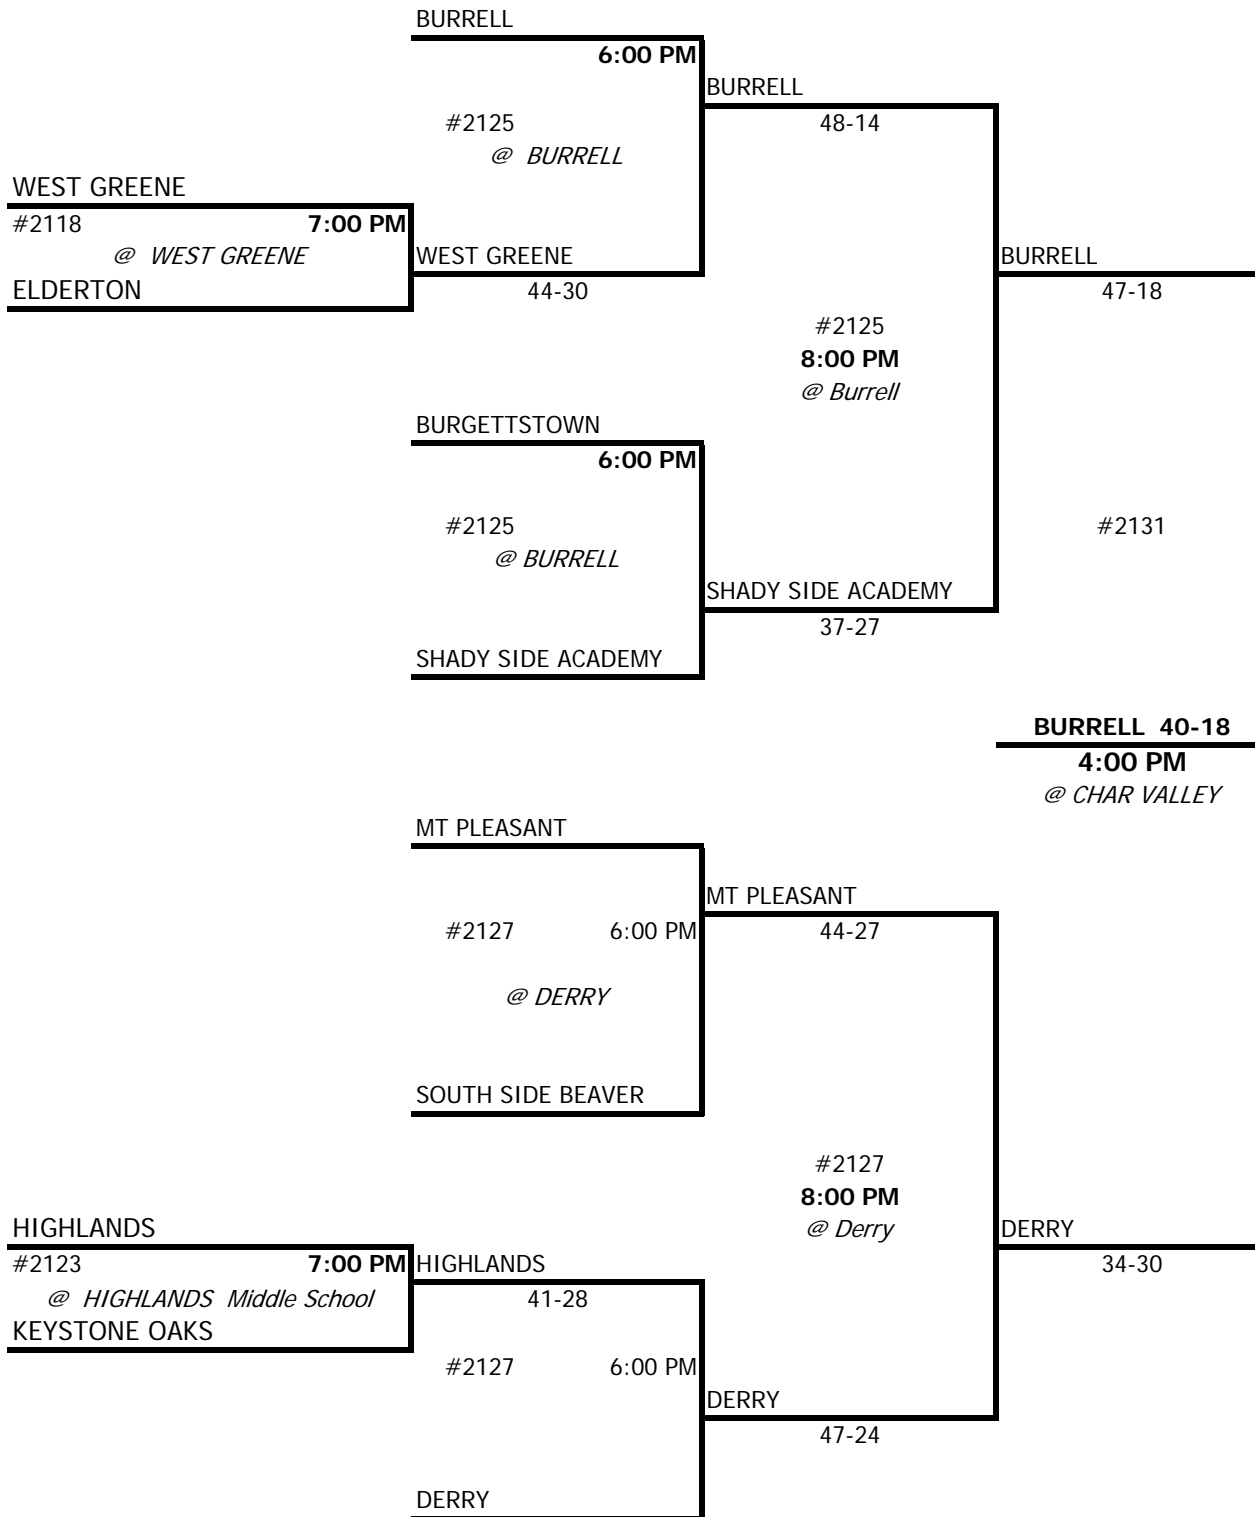 BURRELL
6:00 PM
BURRELL
#2125
48-14
@ BURRELL
WEST GREENE
#2118 7:00 PM
@ WEST GREENE
WEST GREENE
BURRELL
ELDERTON
44-30
47-18
#2125
8:00 PM
@ Burrell
BURGETTSTOWN
6:00 PM
#2125
#2131
@ BURRELL
SHADY SIDE ACADEMY
37-27
SHADY SIDE ACADEMY
BURRELL 40-18
4:00 PM
@ CHAR VALLEY
MT PLEASANT
MT PLEASANT
#2127 6:00 PM
44-27
@ DERRY
SOUTH SIDE BEAVER
#2127
8:00 PM
@ Derry
HIGHLANDS
DERRY
#2123 7:00 PM
HIGHLANDS
34-30
@ HIGHLANDS Middle School
41-28
KEYSTONE OAKS
#2127 6:00 PM
DERRY
47-24
DERRY